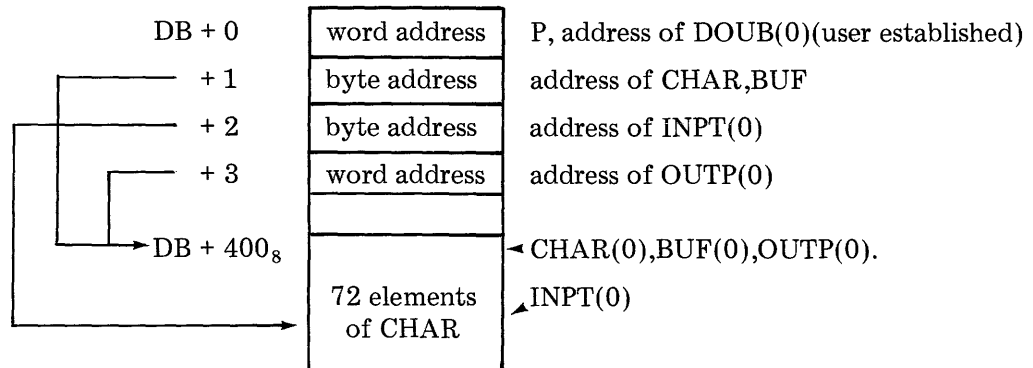 DB + 0 word address P, address of DOUB(0)(user established)
+ 1 byte address address of CHAR,BUF
+ 2 byte address address of INPT(0)
+ 3 word address address of OUTP(0)
DB + 400₈ CHAR(0),BUF(0),OUTP(0).
72 elements INPT(0)
of CHAR